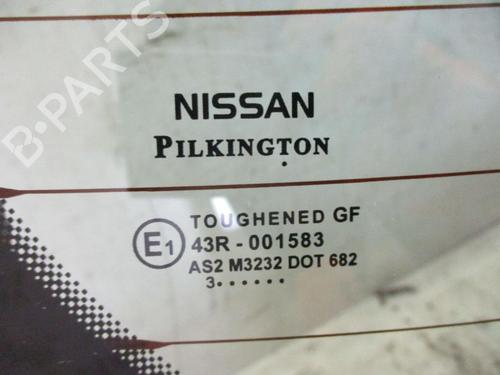 B-PARTS
NISSAN
PILKINGTON
E1
TOUGHENED GF
43R - 001583
AS2 M3232 DOT 682
3......